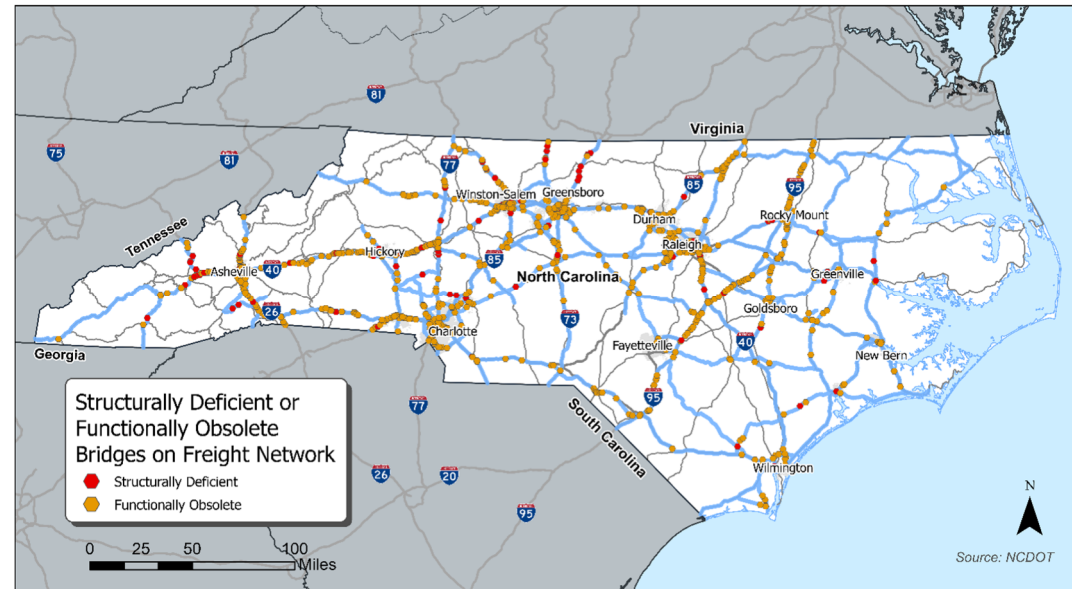 81
Virginia
75
81
77
85
95
Winston-Salem
Greensboro
Durham
Rocky Mount
Tennessee
Raleigh
Hickory
85
Asheville
40
North Carolina
Greenville
26
Goldsboro
73
Charlotte
Fayetteville
40
New Bern
Georgia
95
77
South Carolina
Structurally Deficient or
Functionally Obsolete
Bridges on Freight Network
Structurally Deficient
Functionally Obsolete
26
20
Wilmington
95
N
0 25 50 100
Miles
Source: NCDOT